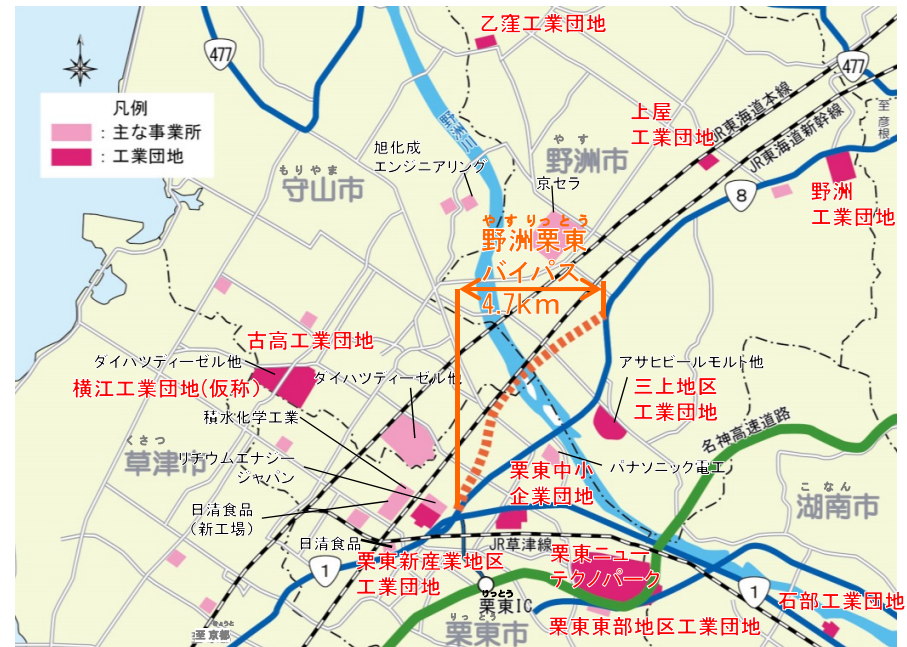 乙窪工業団地
477
477
凡例
：主な事業所
：工業団地
野洲川
旭化成
エンジニアリング
やす
野洲市
京セラ
上屋
工業団地
JR東海道本線
JR東海道新幹線
至彦根
もりやま
守山市
8
野洲
工業団地
やすりっとう
野洲栗東
バイパス
4.7km
古高工業団地
ダイハツディーゼル他
横江工業団地(仮称)
ダイハツディーゼル他
アサヒビールモルト他
三上地区
工業団地
積水化学工業
名神高速道路
くさつ
草津市
リチウムエナジー
ジャパン
栗東中小
企業団地
パナソニック電工
こなん
湖南市
日清食品
(新工場)
日清食品
JR草津線
1
栗東新産業地区
工業団地
栗東ニュー
テクノパーク
1
石部工業団地
りっとう
栗東IC
栗東東部地区工業団地
りっとう
栗東市
きょうと
至京都